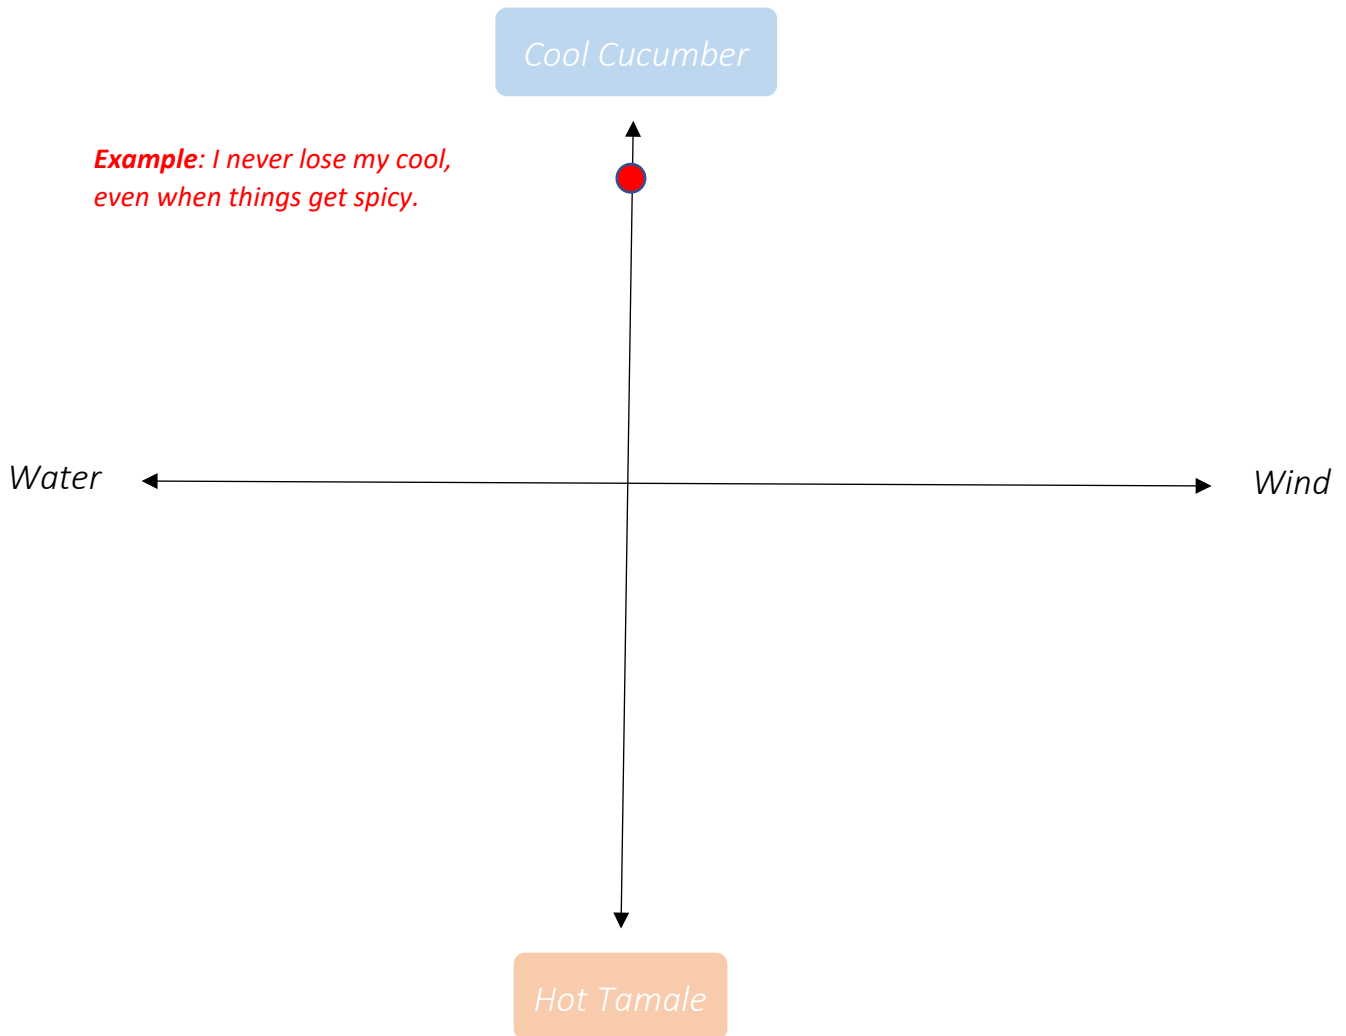 Cool Cucumber
Example: I never lose my cool,
even when things get spicy.
Water
Wind
Hot Tamale